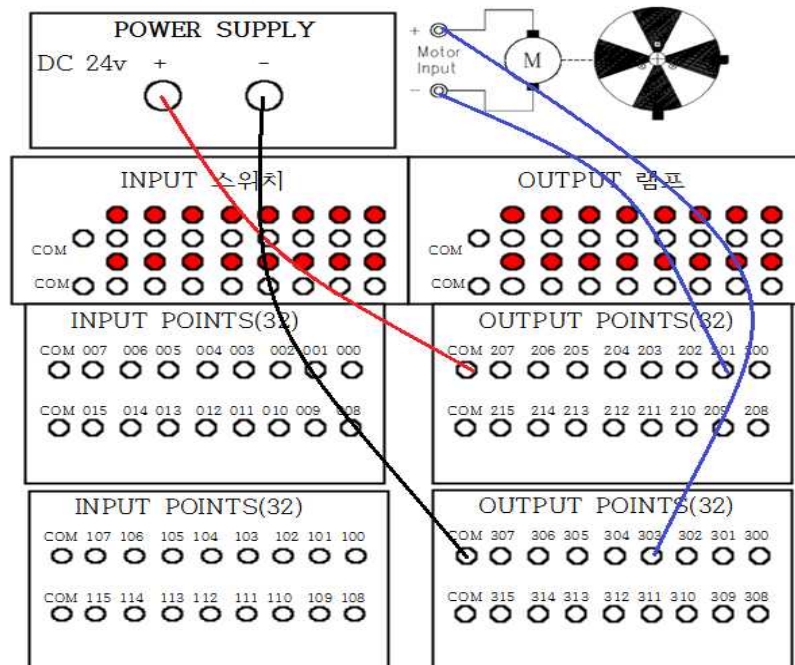 POWER SUPPLY
DC 24v + -
+
Motor
Input
-
M
INPUT 스위치
COM
COM
OUTPUT 램프
COM
COM
INPUT POINTS(32)
COM 007 006 005 004 003 002 001 000
COM 015 014 013 012 011 010 009 008
OUTPUT POINTS(32)
COM 207 206 205 204 203 202 201 200
COM 215 214 213 212 211 210 209 208
INPUT POINTS(32)
COM 107 106 105 104 103 102 101 100
COM 115 114 113 112 111 110 109 108
OUTPUT POINTS(32)
COM 307 306 305 304 303 302 301 300
COM 315 314 313 312 311 310 309 308